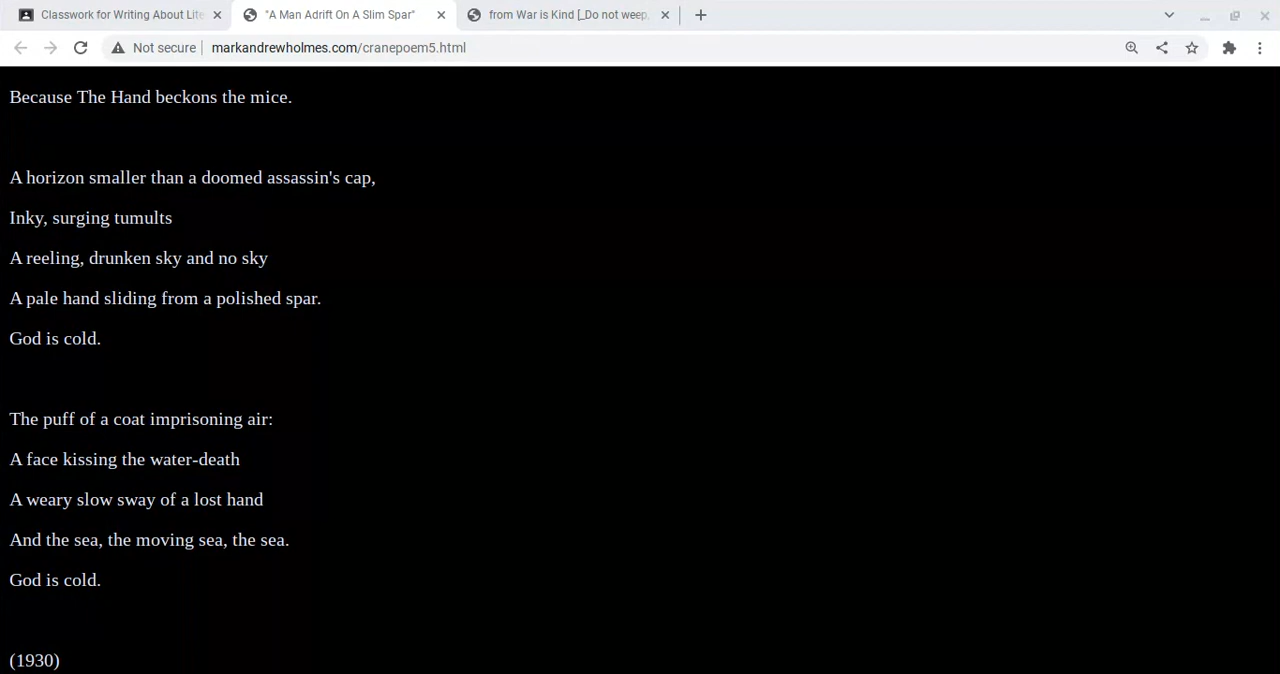 Classwork for Writing About Lite
"A Man Adrift On A Slim Spar"
from War is Kind [_Do not weep,
Not secure
markandrewholmes.com/cranepoem5.html
Because The Hand beckons the mice.
A horizon smaller than a doomed assassin's cap,
Inky, surging tumults
A reeling, drunken sky and no sky
A pale hand sliding from a polished spar.
God is cold.
The puff of a coat imprisoning air:
A face kissing the water-death
A weary slow sway of a lost hand
And the sea, the moving sea, the sea.
God is cold.
(1930)